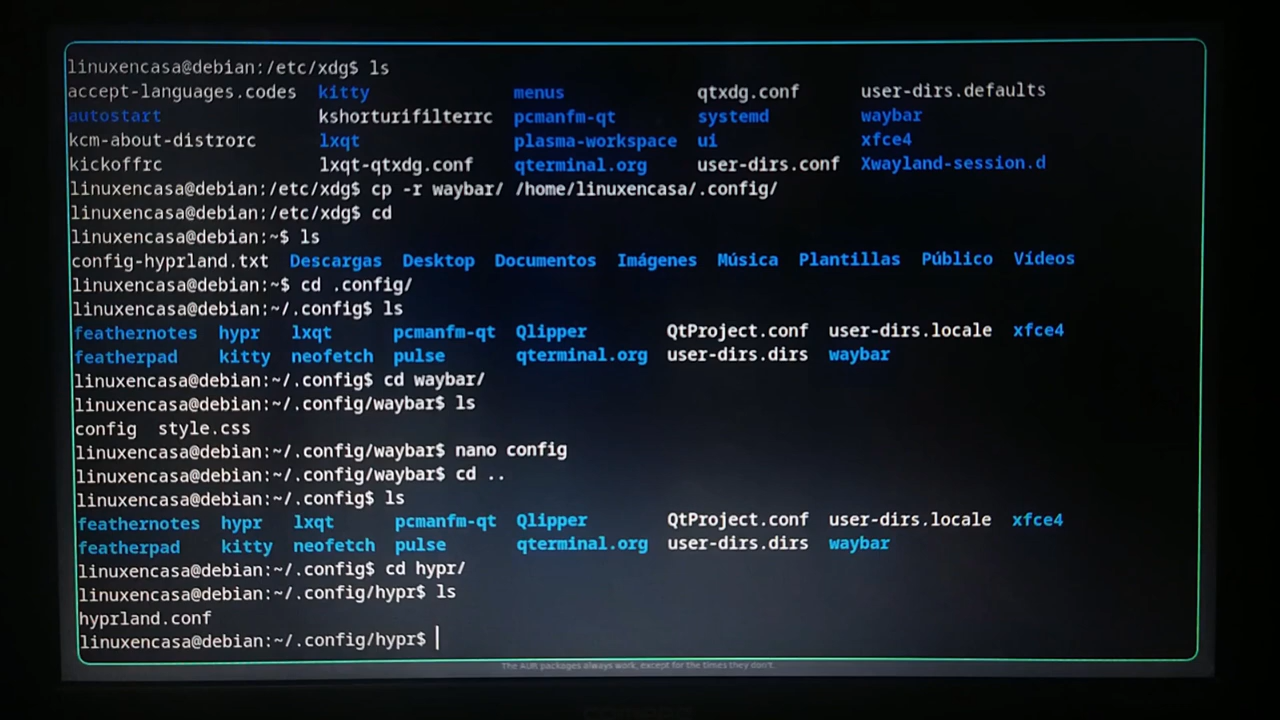 linuxencasa@debian:/etc/xdg$ ls
accept-languages.codes kitty menus qtxdg.conf user-dirs.defaults
autostart kshorturifilterrc pcmanfm-qt systemd waybar
kcm-about-distrorc lxqt plasma-workspace ui xfce4
kickoffrc lxqt-qtxdg.conf qterminal.org user-dirs.conf Xwayland-session.d
linuxencasa@debian:/etc/xdg$ cp -r waybar/ /home/linuxencasa/.config/
linuxencasa@debian:/etc/xdg$ cd
linuxencasa@debian:~$ ls
config-hyprland.txt Descargas Desktop Documentos Imágenes Música Plantillas Público Vídeos
linuxencasa@debian:~$ cd .config/
linuxencasa@debian:~/.config$ ls
feathernotes hypr lxqt pcmanfm-qt Qlipper QtProject.conf user-dirs.locale xfce4
featherpad kitty neofetch pulse qterminal.org user-dirs.dirs waybar
linuxencasa@debian:~/.config$ cd waybar/
linuxencasa@debian:~/.config/waybar$ ls
config style.css
linuxencasa@debian:~/.config/waybar$ nano config
linuxencasa@debian:~/.config/waybar$ cd ..
linuxencasa@debian:~/.config$ ls
feathernotes hypr lxqt pcmanfm-qt Qlipper QtProject.conf user-dirs.locale xfce4
featherpad kitty neofetch pulse qterminal.org user-dirs.dirs waybar
linuxencasa@debian:~/.config$ cd hypr/
linuxencasa@debian:~/.config/hypr$ ls
hyprland.conf
linuxencasa@debian:~/.config/hypr$
The AUR packages always work, except for the times they don't.